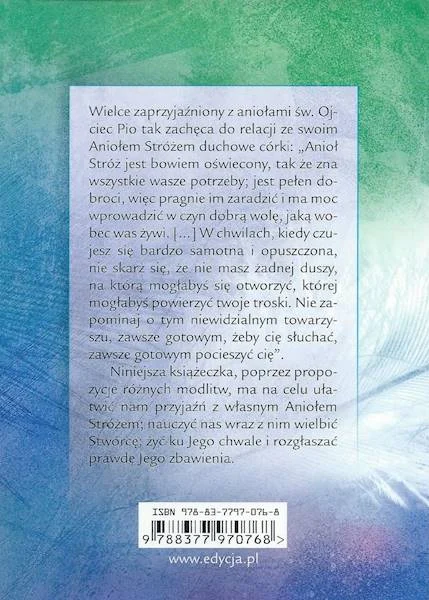 Wielce zaprzyjaźniony z aniołami św. Oj-
ciec Pio tak zachęca do relacji ze swoim
Aniołem Stróżem duchowe córki: „Anioł
Stróż jest bowiem oświecony, tak że zna
wszystkie wasze potrzeby; jest pełen do-
broci, więc pragnie im zaradzić i ma moc
wprowadzić w czyn dobrą wolę, jaką wo-
bec was żywi. [...] W chwilach, kiedy czu-
jesz się bardzo samotna i opuszczona,
nie skarz się, że nie masz żadnej duszy,
na którą mogłabyś się otworzyć, której
mogłabyś powierzyć twoje troski. Nie za-
pominaj o tym niewidzialnym towarzy-
szu, zawsze gotowym, żeby cię słuchać,
zawsze gotowym pocieszyć cię”.
Niniejsza książeczka, poprzez propo-
zycje różnych modlitw, ma na celu uła-
twić nam przyjaźń z własnym Aniołem
Stróżem; nauczyć nas wraz z nim wielbić
Stwórcę; żyć ku Jego chwale i rozgłaszać
prawdę Jego zbawienia.
ISBN 978-83-7797-076-8
9 788377 970768 >
www.edycja.pl